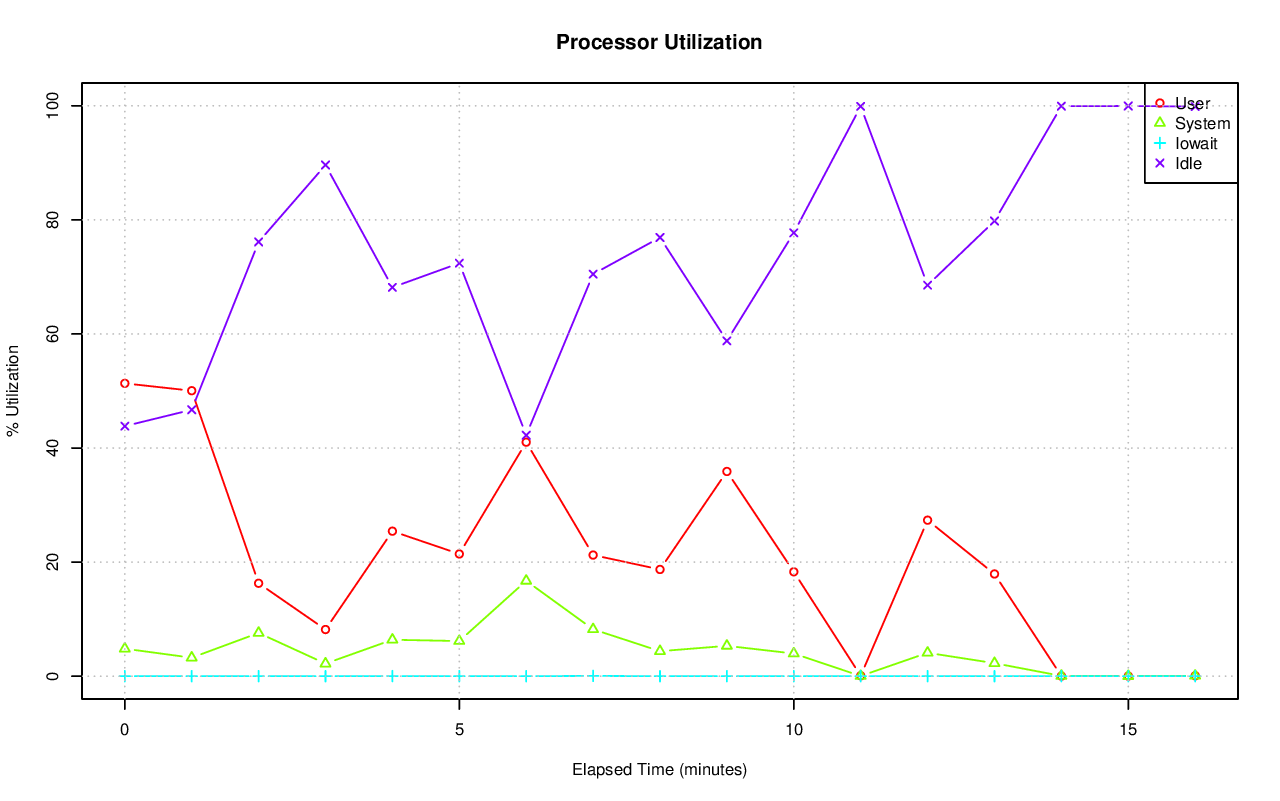 Processor Utilization
% Utilization
100
80
60
40
20
0
User
System
Iowait
Idle
0 5 10 15
Elapsed Time (minutes)